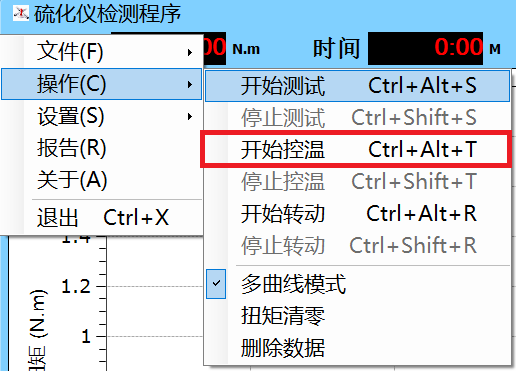 硫化仪检测程序
00 N.m 时间 0:00 M
文件(F)
操作(C)
设置(S)
报告(R)
关于(A)
退出 Ctrl+X
开始测试 Ctrl+Alt+S
停止测试 Ctrl+Shift+S
开始控温 Ctrl+Alt+T
停止控温 Ctrl+Shift+T
开始转动 Ctrl+Alt+R
停止转动 Ctrl+Shift+R
多曲线模式
扭矩清零
删除数据
1.4
1.2
1
扭矩 (N.m)